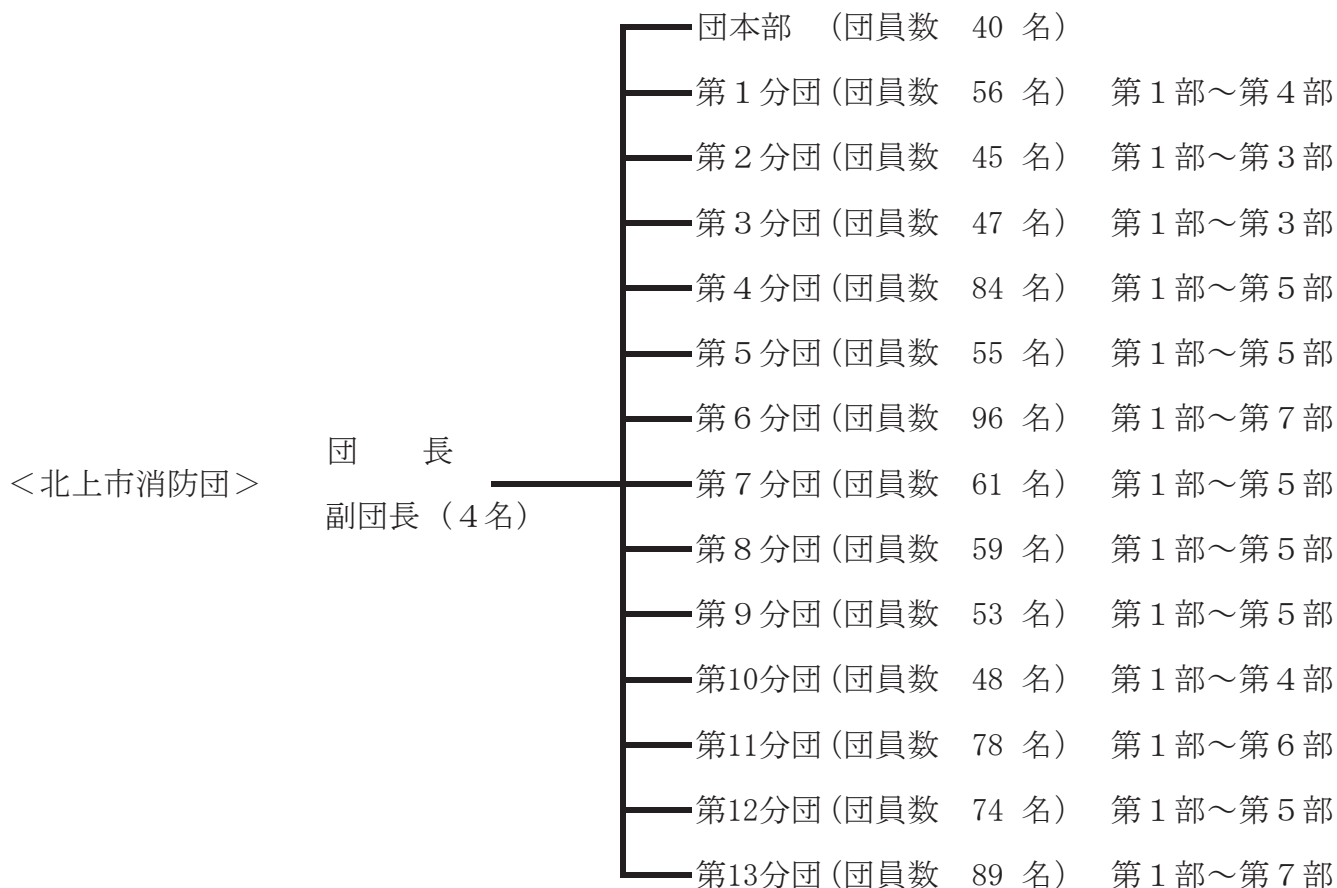 団本部 (団員数 40 名)
第1分団(団員数 56 名) 第1部～第4部
第2分団(団員数 45 名) 第1部～第3部
第3分団(団員数 47 名) 第1部～第3部
第4分団(団員数 84 名) 第1部～第5部
第5分団(団員数 55 名) 第1部～第5部
第6分団(団員数 96 名) 第1部～第7部
団 長
＜北上市消防団＞
副団長(4名)
第7分団(団員数 61 名) 第1部～第5部
第8分団(団員数 59 名) 第1部～第5部
第9分団(団員数 53 名) 第1部～第5部
第10分団(団員数 48 名) 第1部～第4部
第11分団(団員数 78 名) 第1部～第6部
第12分団(団員数 74 名) 第1部～第5部
第13分団(団員数 89 名) 第1部～第7部